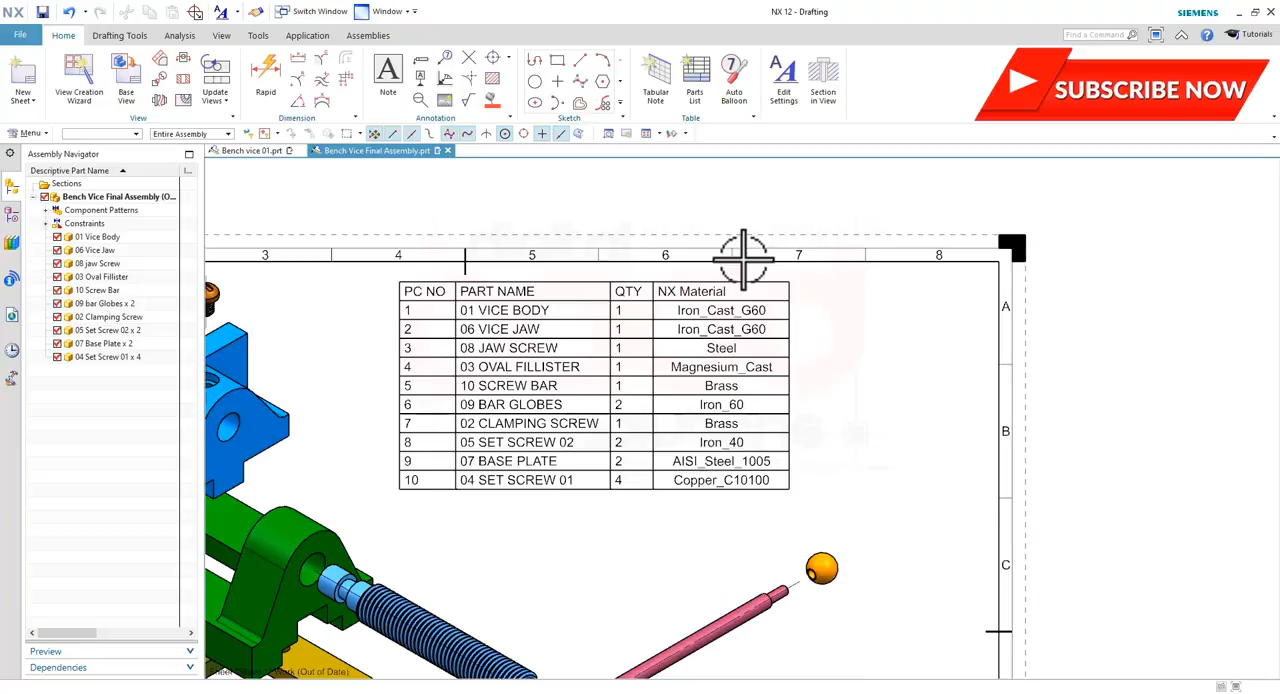 NX
Switch Window
Window
NX 12 - Drafting
SIEMENS
File
Home
Drafting Tools
Analysis
View
Tools
Application
Assemblies
Find a Command
Tutorials
New Sheet
View Creation Wizard
Base View
Update Views
View
Rapid
Dimension
Note
Annotation
Sketch
Tabular Note
Parts List
Auto Balloon
Table
Edit Settings
Section in View
SUBSCRIBE NOW
Menu
Entire Assembly
Assembly Navigator
Bench vice 01.prt
Bench Vice Final Assembly.prt
Descriptive Part Name
Sections
Bench Vice Final Assembly (O...
Component Patterns
Constraints
01 Vice Body
06 Vice Jaw
08 jaw Screw
03 Oval Fillister
10 Screw Bar
09 bar Globes x 2
02 Clamping Screw
05 Set Screw 02 x 2
07 Base Plate x 2
04 Set Screw 01 x 4
Preview
Dependencies
3 4 5 6 7 8
A
B
C
PC NO PART NAME QTY NX Material
1 01 VICE BODY 1 Iron_Cast_G60
2 06 VICE JAW 1 Iron_Cast_G60
3 08 JAW SCREW 1 Steel
4 03 OVAL FILLISTER 1 Magnesium_Cast
5 10 SCREW BAR 1 Brass
6 09 BAR GLOBES 2 Iron_60
7 02 CLAMPING SCREW 1 Brass
8 05 SET SCREW 02 2 Iron_40
9 07 BASE PLATE 2 AISI_Steel_1005
10 04 SET SCREW 01 4 Copper_C10100
Work (Out of Date)